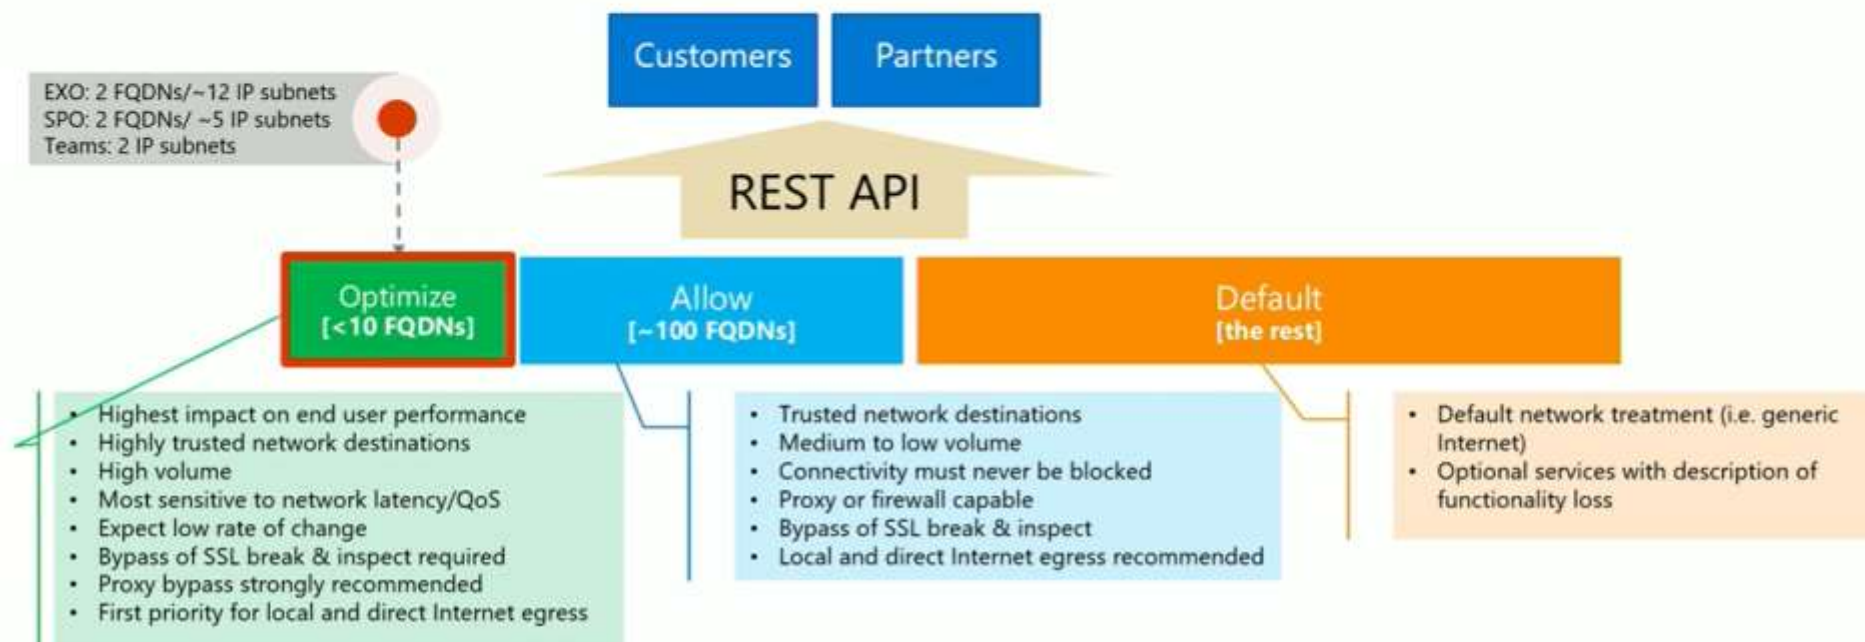 Customers
Partners
EXO: 2 FQDNs/~12 IP subnets
SPO: 2 FQDNs/ ~5 IP subnets
Teams: 2 IP subnets
REST API
Optimize
[<10 FQDNs]
Allow
[~100 FQDNs]
Default
[the rest]
• Highest impact on end user performance
• Highly trusted network destinations
• High volume
• Most sensitive to network latency/QoS
• Expect low rate of change
• Bypass of SSL break & inspect required
• Proxy bypass strongly recommended
• First priority for local and direct Internet egress
• Trusted network destinations
• Medium to low volume
• Connectivity must never be blocked
• Proxy or firewall capable
• Bypass of SSL break & inspect
• Local and direct Internet egress recommended
• Default network treatment (i.e. generic
Internet)
• Optional services with description of
functionality loss